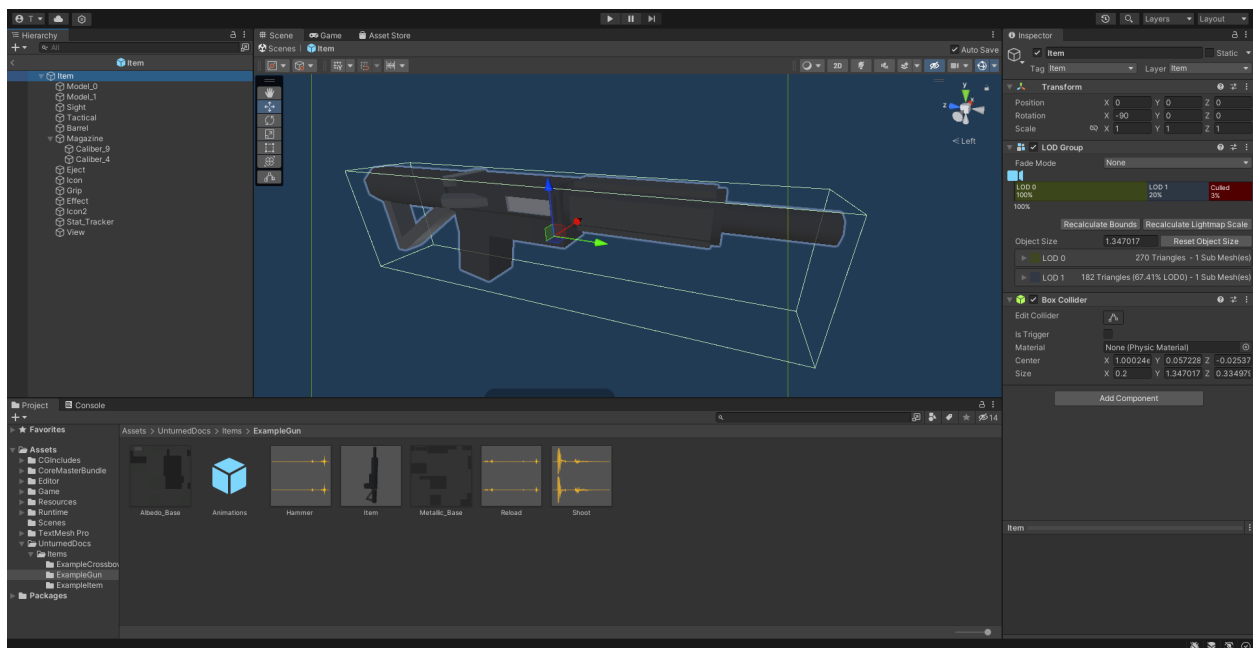 T
Layers
Layout
Hierarchy
All
Item
Item
Model_0
Model_1
Sight
Tactical
Barrel
Magazine
Caliber_9
Caliber_4
Eject
Icon
Grip
Effect
Icon2
Stat_Tracker
View
Scene
Game
Asset Store
Scenes
Item
Auto Save
2D
y
z
x
Left
Inspector
Item
Static
Tag Item
Layer Item
Transform
Position X 0 Y 0 Z 0
Rotation X -90 Y 0 Z 0
Scale X 1 Y 1 Z 1
LOD Group
Fade Mode None
LOD 0 LOD 1 Culled
100% 20% 3%
100%
Recalculate Bounds Recalculate Lightmap Scale
Object Size 1.347017 Reset Object Size
LOD 0 270 Triangles - 1 Sub Mesh(es)
LOD 1 182 Triangles (67.41% LOD0) - 1 Sub Mesh(es)
Box Collider
Edit Collider
Is Trigger
Material None (Physic Material)
Center X 1.00024e Y 0.057228 Z -0.02537
Size X 0.2 Y 1.347017 Z 0.334979
Add Component
Item
Project
Console
14
Favorites
Assets
CGIncludes
CoreMasterBundle
Editor
Game
Resources
Runtime
Scenes
TextMesh Pro
UnturnedDocs
Items
ExampleCrossbow
ExampleGun
ExampleItem
Packages
Assets > UnturnedDocs > Items > ExampleGun
Albedo_Base
Animations
Hammer
Item
Metallic_Base
Reload
Shoot